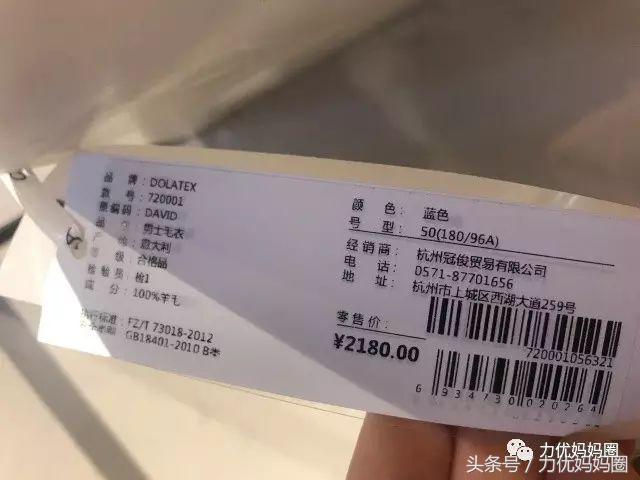 品 牌：DOLATEX
款 号：720001
原编码：DAVID
品 名：男士毛衣
产 地：意大利
等 级：合格品
检验员：检1
成 分：100%羊毛
执行标准：FZ/T 73018-2012
GB18401-2010 B类
颜 色：蓝色
号 型：50(180/96A)
经销商：杭州冠俊贸易有限公司
电 话：0571-87701656
地 址：杭州市上城区西湖大道259号
零售价：
¥2180.00
720001056321
6934730020264
力优妈妈圈
头条号 / 力优妈妈圈